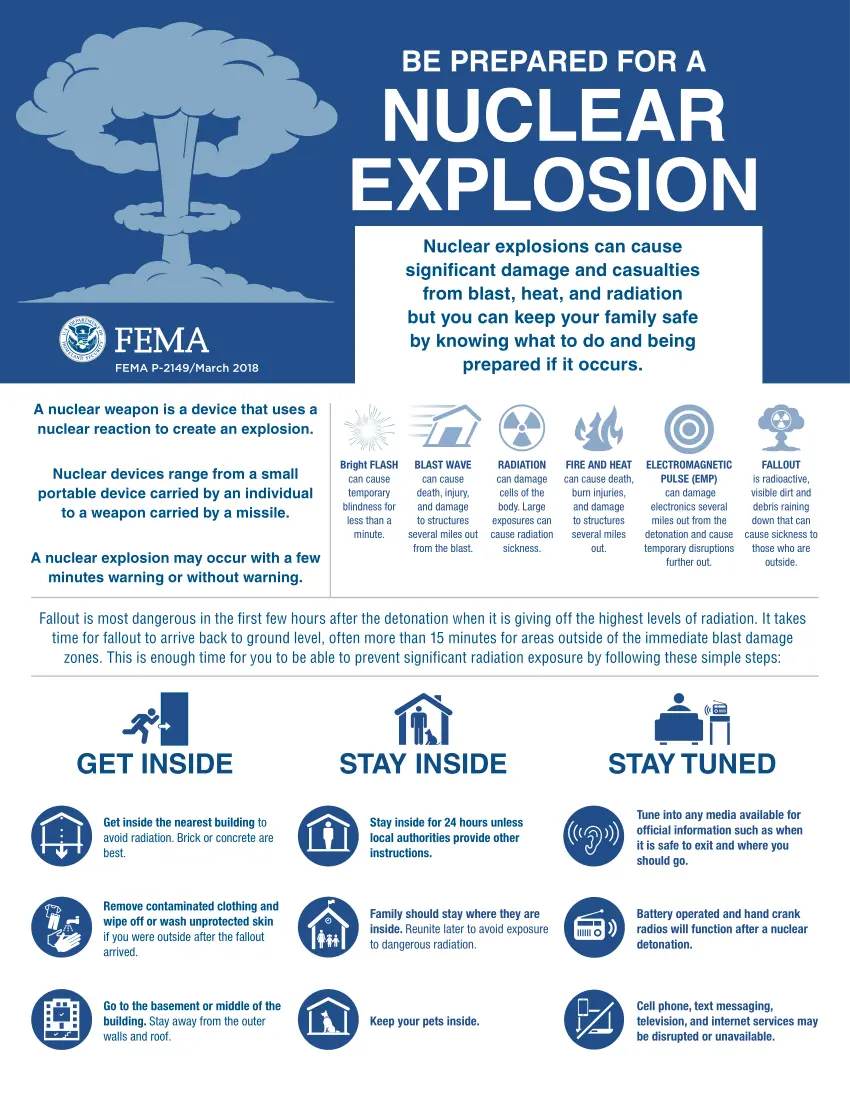 BE PREPARED FOR A
NUCLEAR
EXPLOSION
Nuclear explosions can cause
significant damage and casualties
from blast, heat, and radiation
but you can keep your family safe
by knowing what to do and being
prepared if it occurs.
U.S. DEPARTMENT OF
HOMELAND SECURITY
FEMA
FEMA P-2149/March 2018
A nuclear weapon is a device that uses a
nuclear reaction to create an explosion.
Nuclear devices range from a small
portable device carried by an individual
to a weapon carried by a missile.
A nuclear explosion may occur with a few
minutes warning or without warning.
Bright FLASH
can cause
temporary
blindness for
less than a
minute.
BLAST WAVE
can cause
death, injury,
and damage
to structures
several miles out
from the blast.
RADIATION
can damage
cells of the
body. Large
exposures can
cause radiation
sickness.
FIRE AND HEAT
can cause death,
burn injuries,
and damage
to structures
several miles
out.
ELECTROMAGNETIC
PULSE (EMP)
can damage
electronics several
miles out from the
detonation and cause
temporary disruptions
further out.
FALLOUT
is radioactive,
visible dirt and
debris raining
down that can
cause sickness to
those who are
outside.
Fallout is most dangerous in the first few hours after the detonation when it is giving off the highest levels of radiation. It takes
time for fallout to arrive back to ground level, often more than 15 minutes for areas outside of the immediate blast damage
zones. This is enough time for you to be able to prevent significant radiation exposure by following these simple steps:
GET INSIDE
Get inside the nearest building to
avoid radiation. Brick or concrete are
best.
Remove contaminated clothing and
wipe off or wash unprotected skin
if you were outside after the fallout
arrived.
Go to the basement or middle of the
building. Stay away from the outer
walls and roof.
STAY INSIDE
Stay inside for 24 hours unless
local authorities provide other
instructions.
Family should stay where they are
inside. Reunite later to avoid exposure
to dangerous radiation.
Keep your pets inside.
STAY TUNED
Tune into any media available for
official information such as when
it is safe to exit and where you
should go.
Battery operated and hand crank
radios will function after a nuclear
detonation.
Cell phone, text messaging,
television, and internet services may
be disrupted or unavailable.